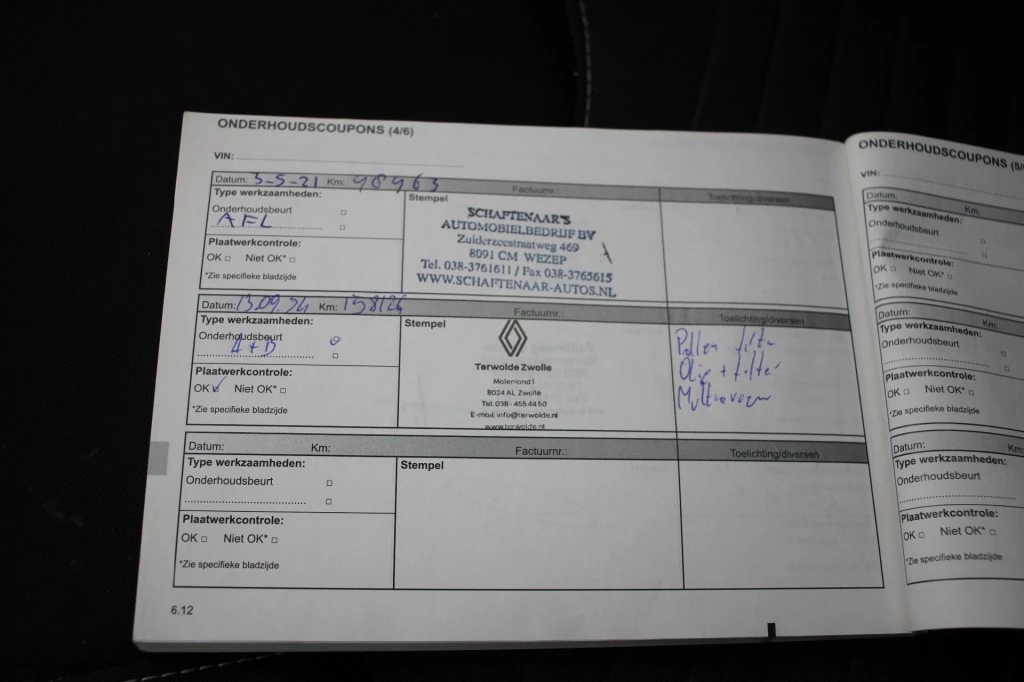 ONDERHOUDSCOUPONS (4/6)
VIN:
Datum: 3-5-21 Km: 98963 Factuurnr.: Toelichting/diversen
Type werkzaamheden:
Onderhoudsbeurt
AFL
Plaatwerkcontrole:
OK Niet OK*
*Zie specifieke bladzijde
Stempel
SCHAFTENAAR'S
AUTOMOBIELBEDRIJF BV
Zuiderzeestraatweg 469
8091 CM WEZEP
Tel. 038-3761611 / Fax 038-3765615
WWW.SCHAFTENAAR-AUTOS.NL
Datum: 13.09.24 Km: 138126 Factuurnr.: Toelichting/diversen
Type werkzaamheden:
Onderhoudsbeurt
A+B
Plaatwerkcontrole:
OK Niet OK*
*Zie specifieke bladzijde
Stempel
Terwolde Zwolle
Molenland 1
8024 AL Zwolle
Tel. 038 - 455 44 50
E-mail: info@terwolde.nl
www.terwolde.nl
Pollen filter
Olie + filter
Datum: Km: Factuurnr.: Toelichting/diversen
Type werkzaamheden:
Onderhoudsbeurt
Plaatwerkcontrole:
OK Niet OK*
*Zie specifieke bladzijde
Stempel
6.12
ONDERHOUDSCOUPONS (5/
VIN:
Datum: Km:
Type werkzaamheden:
Onderhoudsbeurt
Plaatwerkcontrole:
OK Niet OK*
*Zie specifieke bladzijde
Datum: Km:
Type werkzaamheden:
Onderhoudsbeurt
Plaatwerkcontrole:
OK Niet OK*
*Zie specifieke bladzijde
Datum: Km:
Type werkzaamheden:
Onderhoudsbeurt
Plaatwerkcontrole:
OK Niet OK*
*Zie specifieke bladzijde